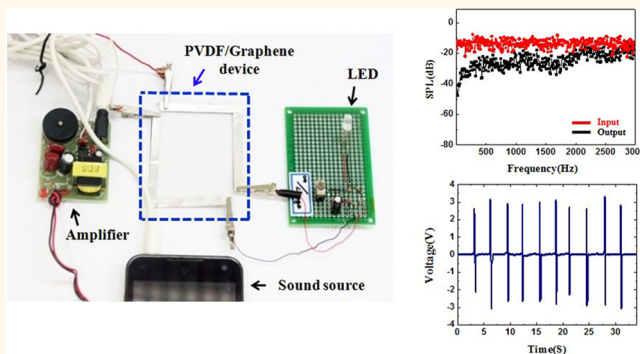 PVDF/Graphene
device
LED
Amplifier
Sound source
0
-20
-40
-60
-80
SPL(dB)
Input
Output
500 1000 1500 2000 2500 3000
Frequency(Hz)
4
3
2
1
0
-1
-2
-3
-4
Voltage(V)
0 5 10 15 20 25 30
Time(S)